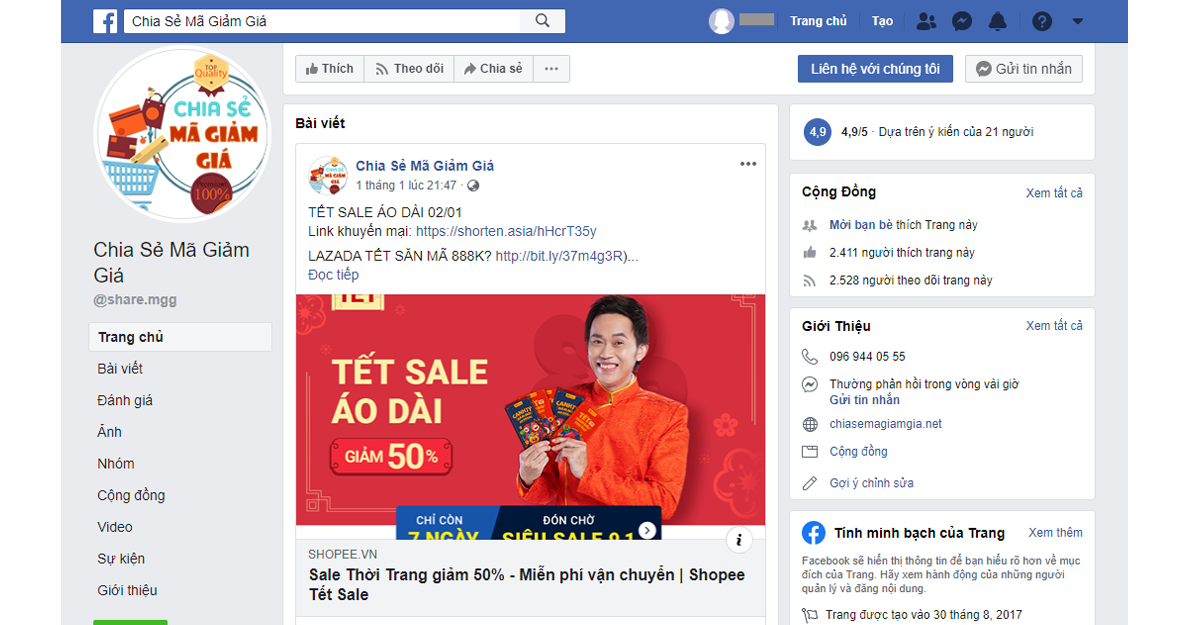 Chia Sẻ Mã Giảm Giá
Trang chủ
Tạo
TOP
Quality
CHIA SẺ
MÃ GIẢM
GIÁ
Premium
100%
Chia Sẻ Mã Giảm
Giá
@share.mgg
Trang chủ
Bài viết
Đánh giá
Ảnh
Nhóm
Cộng đồng
Video
Sự kiện
Giới thiệu
Thích
Theo dõi
Chia sẻ
Liên hệ với chúng tôi
Gửi tin nhắn
Bài viết
Chia Sẻ Mã Giảm Giá
1 tháng 1 lúc 21:47 ·
TẾT SALE ÁO DÀI 02/01
Link khuyến mại: https://shorten.asia/hHcrT35y
LAZADA TẾT SĂN MÃ 888K? http://bit.ly/37m4g3R)...
Đọc tiếp
TẾT
TẾT SALE
ÁO DÀI
GIẢM 50%
CHỈ CÒN
7 NGÀY
ĐÓN CHỜ
SIÊU SALE 9.1
SHOPEE.VN
Sale Thời Trang giảm 50% - Miễn phí vận chuyển | Shopee
Tết Sale
4,9
4,9/5 · Dựa trên ý kiến của 21 người
Cộng Đồng
Xem tất cả
Mời bạn bè thích Trang này
2.411 người thích trang này
2.528 người theo dõi trang này
Giới Thiệu
Xem tất cả
096 944 05 55
Thường phản hồi trong vòng vài giờ
Gửi tin nhắn
chiasemagiamgia.net
Cộng đồng
Gợi ý chỉnh sửa
Tính minh bạch của Trang
Xem thêm
Facebook sẽ hiển thị thông tin để bạn hiểu rõ hơn về mục
đích của Trang. Hãy xem hành động của những người
quản lý và đăng nội dung.
Trang được tạo vào 30 tháng 8, 2017